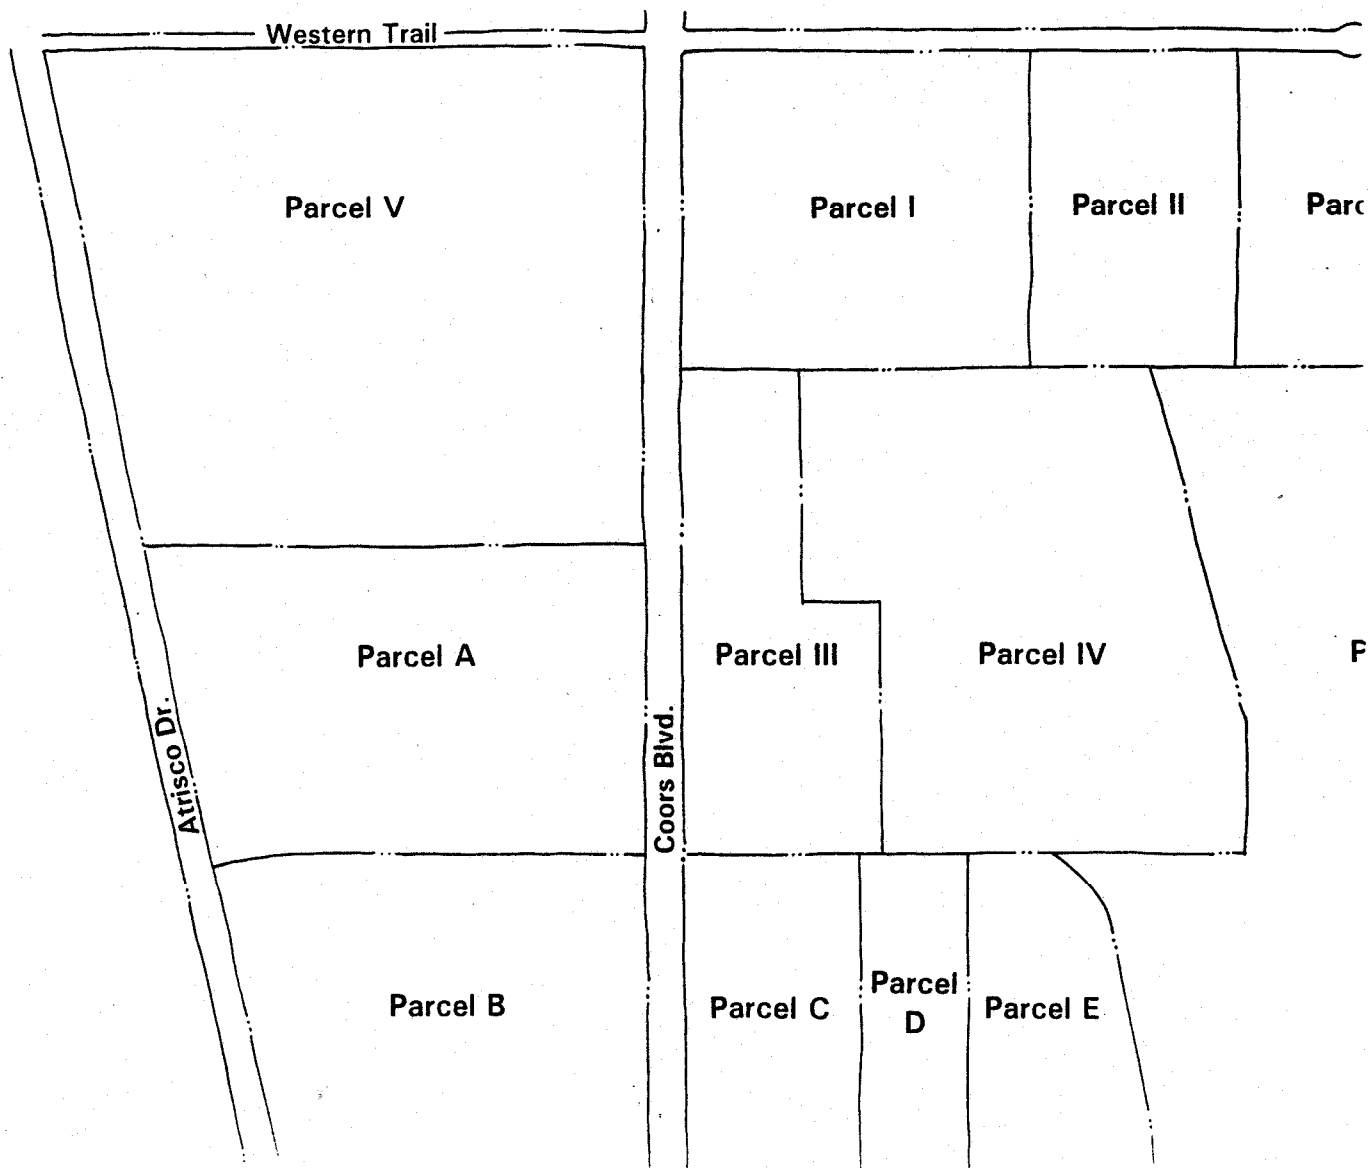 Western Trail
Parcel V
Parcel I
Parcel II
Parc
Parcel A
Parcel III
Parcel IV
P
Atrisco Dr.
Coors Blvd.
Parcel B
Parcel C
Parcel
D
Parcel E